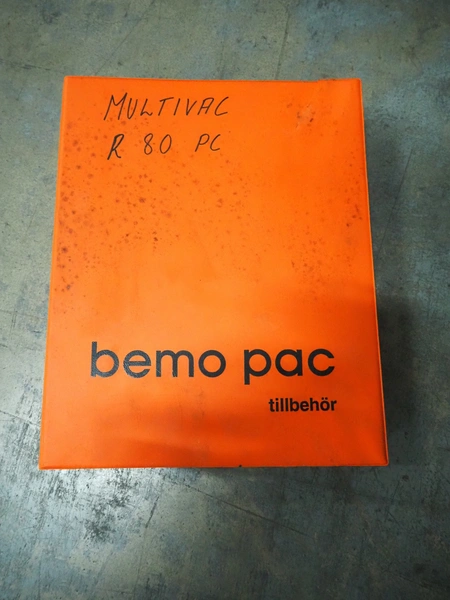 MULTIVAC
R 80 PC
bemo pac
tillbehör